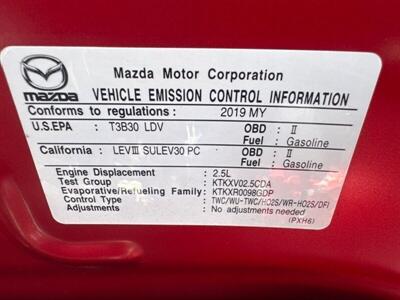 Mazda Motor Corporation
mazda VEHICLE EMISSION CONTROL INFORMATION
Conforms to regulations: 2019 MY
U.S.EPA : T3B30 LDV OBD : II
Fuel : Gasoline
California : LEVIII SULEV30 PC OBD : II
Fuel : Gasoline
Engine Displacement : 2.5L
Test Group : KTKXV02.5CDA
Evaporative/Refueling Family: KTKXR0098GDP
Control Type : TWC/WU-TWC/HO2S/WR-HO2S/DFI
Adjustments : No adjustments needed
(PXH6)